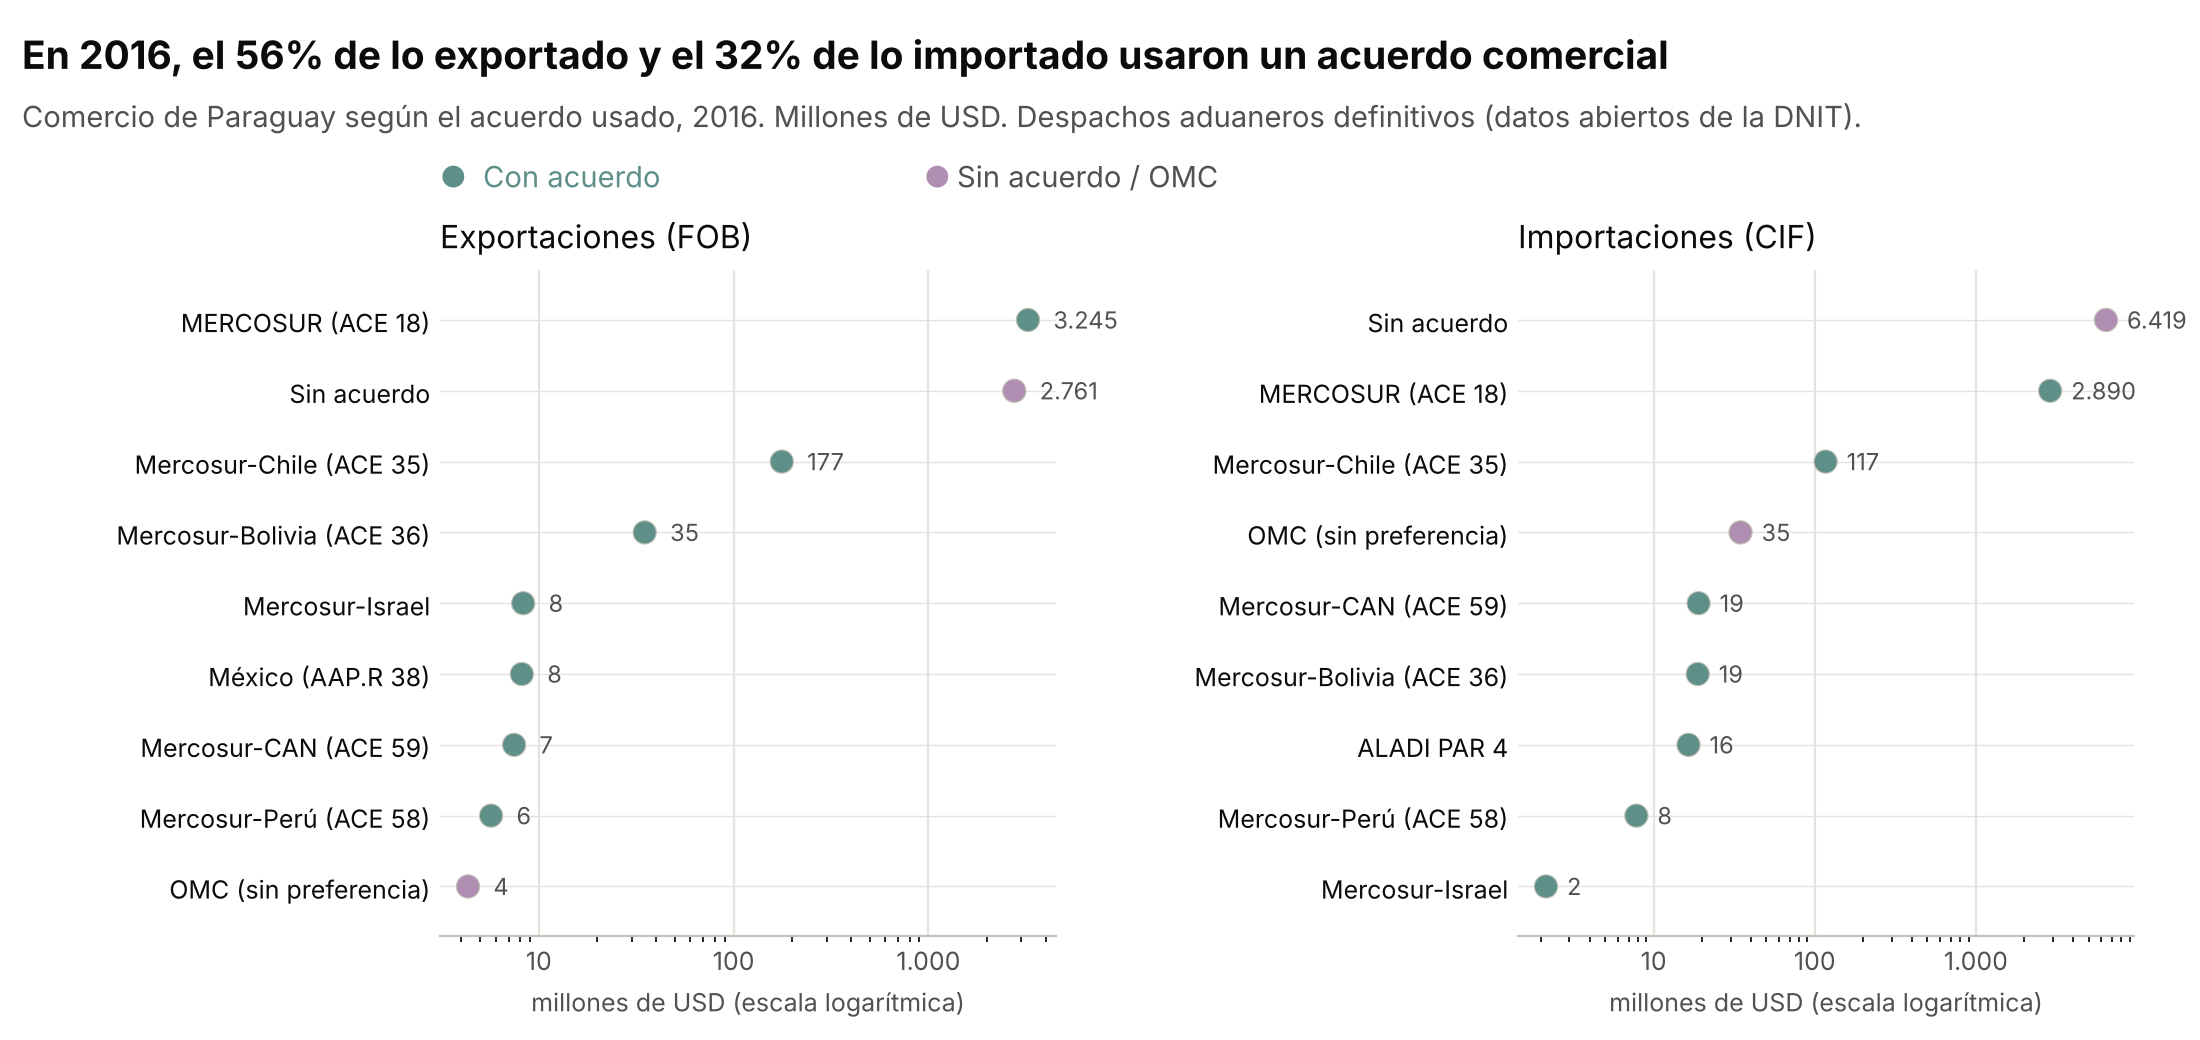 En 2016, el 56% de lo exportado y el 32% de lo importado usaron un acuerdo comercial
Comercio de Paraguay según el acuerdo usado, 2016. Millones de USD. Despachos aduaneros definitivos (datos abiertos de la DNIT).
Con acuerdo
Sin acuerdo / OMC
Exportaciones (FOB)
MERCOSUR (ACE 18) 3.245
Sin acuerdo 2.761
Mercosur-Chile (ACE 35) 177
Mercosur-Bolivia (ACE 36) 35
Mercosur-Israel 8
México (AAP.R 38) 8
Mercosur-CAN (ACE 59) 7
Mercosur-Perú (ACE 58) 6
OMC (sin preferencia) 4
10 100 1.000
millones de USD (escala logarítmica)
Importaciones (CIF)
Sin acuerdo 6.419
MERCOSUR (ACE 18) 2.890
Mercosur-Chile (ACE 35) 117
OMC (sin preferencia) 35
Mercosur-CAN (ACE 59) 19
Mercosur-Bolivia (ACE 36) 19
ALADI PAR 4 16
Mercosur-Perú (ACE 58) 8
Mercosur-Israel 2
10 100 1.000
millones de USD (escala logarítmica)